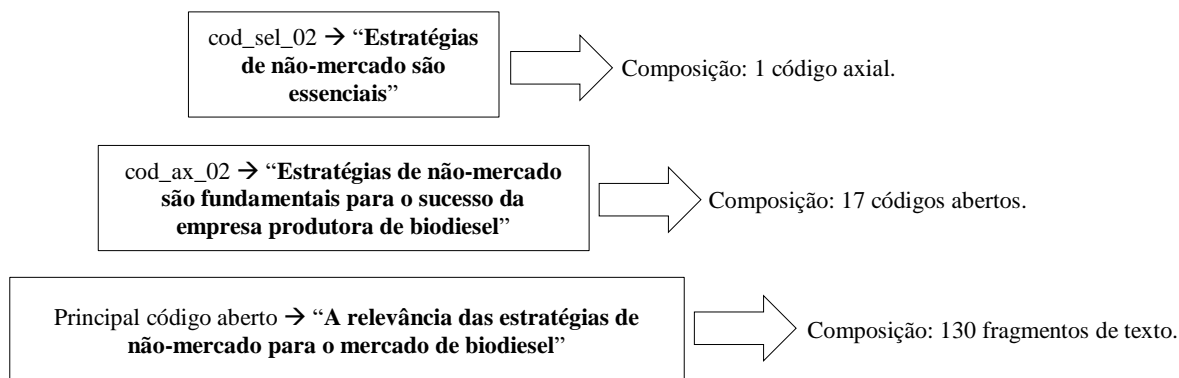 cod_sel_02 → “Estratégias
de não-mercado são
essenciais”
Composição: 1 código axial.
cod_ax_02 → “Estratégias de não-mercado
são fundamentais para o sucesso da
empresa produtora de biodiesel”
Composição: 17 códigos abertos.
Principal código aberto → “A relevância das estratégias de
não-mercado para o mercado de biodiesel”
Composição: 130 fragmentos de texto.